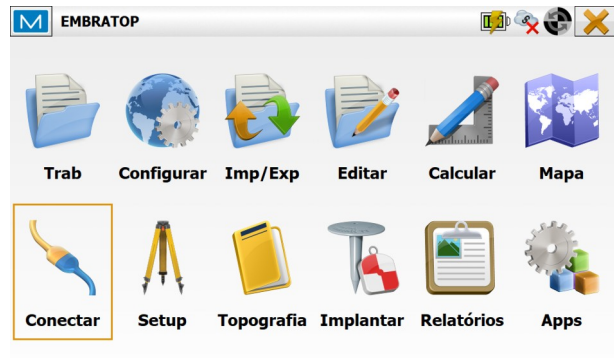 EMBRATOP
Trab Configurar Imp/Exp Editar Calcular Mapa
Conectar Setup Topografia Implantar Relatórios Apps